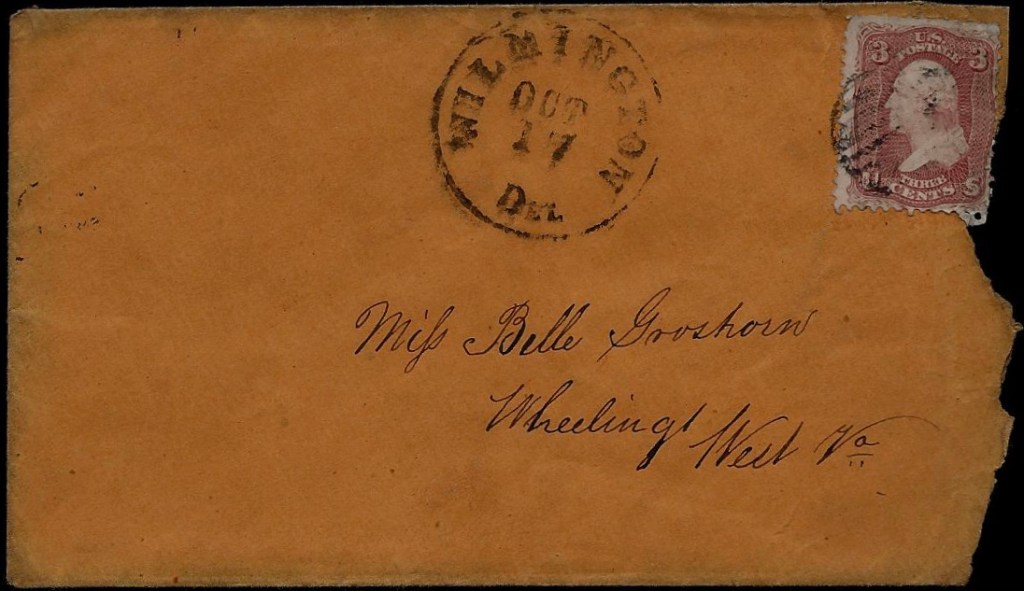 WILMINGTON
OCT
17
DEL.
3 U.S. 3
POSTAGE
THREE
CENTS
U S
Miſs Belle Groshorn
Wheeling West Va